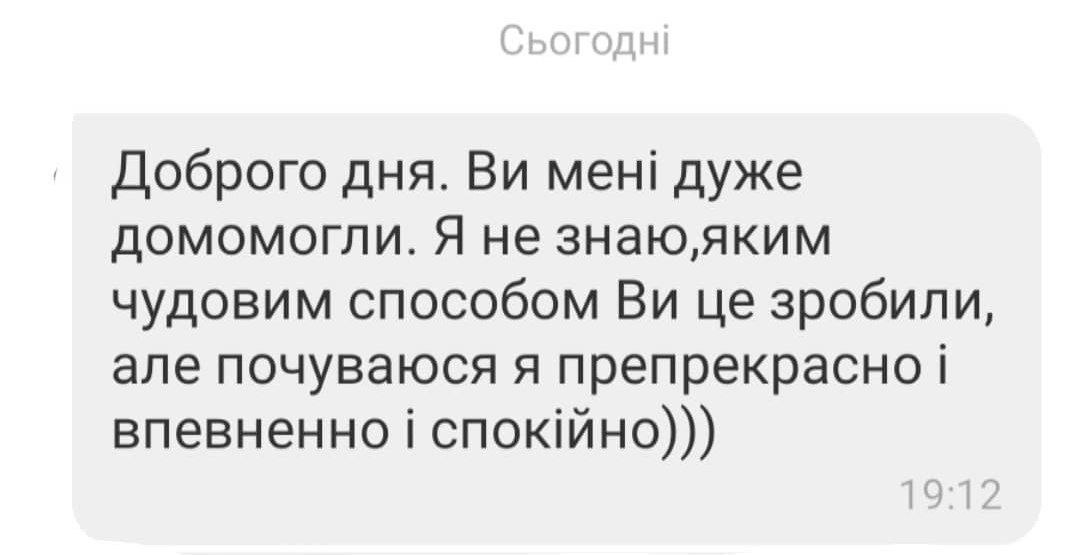 Сьогодні
Доброго дня. Ви мені дуже
домомогли. Я не знаю,яким
чудовим способом Ви це зробили,
але почуваюся я препрекрасно і
впевненно і спокійно)))
19:12